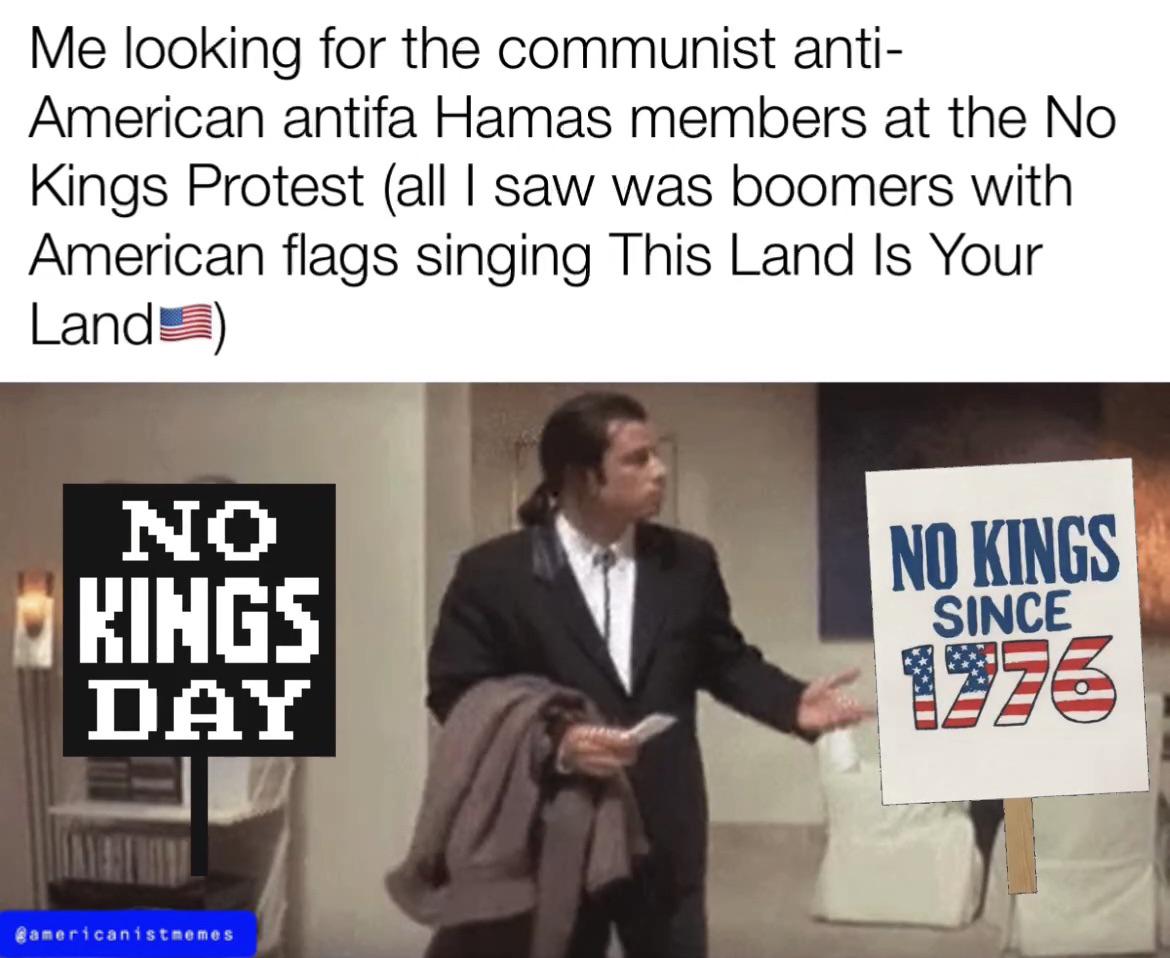 Me looking for the communist anti-
American antifa Hamas members at the No
Kings Protest (all I saw was boomers with
American flags singing This Land Is Your
Land🇺🇸)
NO
KINGS
DAY
NO KINGS
SINCE
1776
@americanistmemes